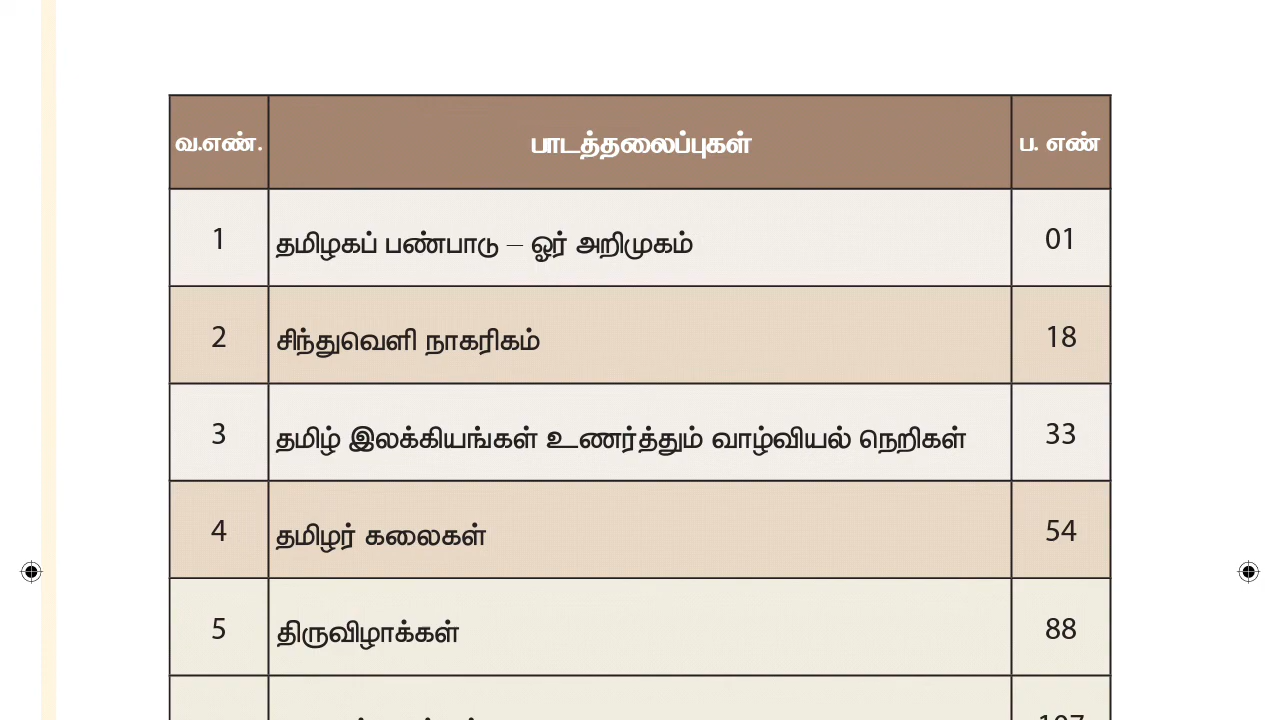 வ.எண். பாடத்தலைப்புகள் ப. எண்
1 தமிழகப் பண்பாடு – ஓர் அறிமுகம் 01
2 சிந்துவெளி நாகரிகம் 18
3 தமிழ் இலக்கியங்கள் உணர்த்தும் வாழ்வியல் நெறிகள் 33
4 தமிழர் கலைகள் 54
5 திருவிழாக்கள் 88